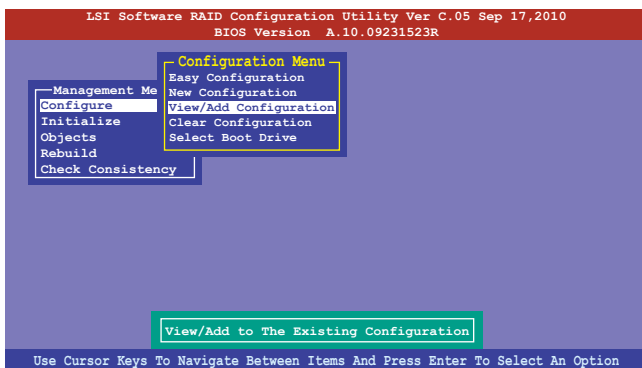 LSI Software RAID Configuration Utility Ver C.05 Sep 17,2010
BIOS Version A.10.09231523R
Management Me
Configure
Initialize
Objects
Rebuild
Check Consistency
Configuration Menu
Easy Configuration
New Configuration
View/Add Configuration
Clear Configuration
Select Boot Drive
View/Add to The Existing Configuration
Use Cursor Keys To Navigate Between Items And Press Enter To Select An Option